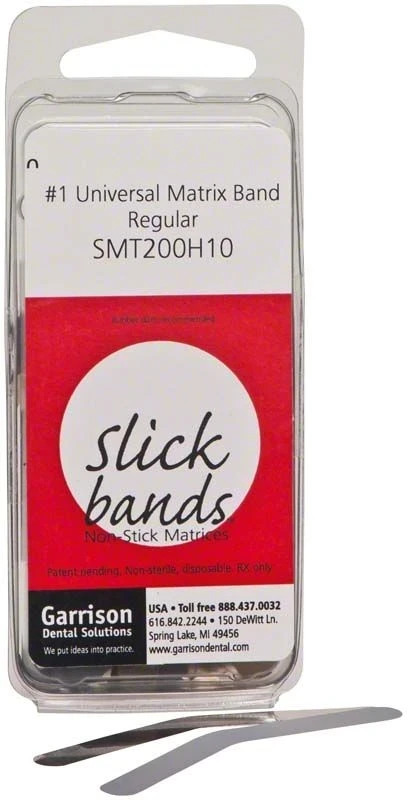 #1 Universal Matrix Band
Regular
SMT200H10
Rubber dam recommended
slick
bands
Non-Stick Matrices
Patent pending, Non-sterile, disposable. RX only
Garrison
Dental Solutions
We put ideas into practice.
USA • Toll free 888.437.0032
616.842.2244 • 150 DeWitt Ln.
Spring Lake, MI 49456
www.garrisondental.com